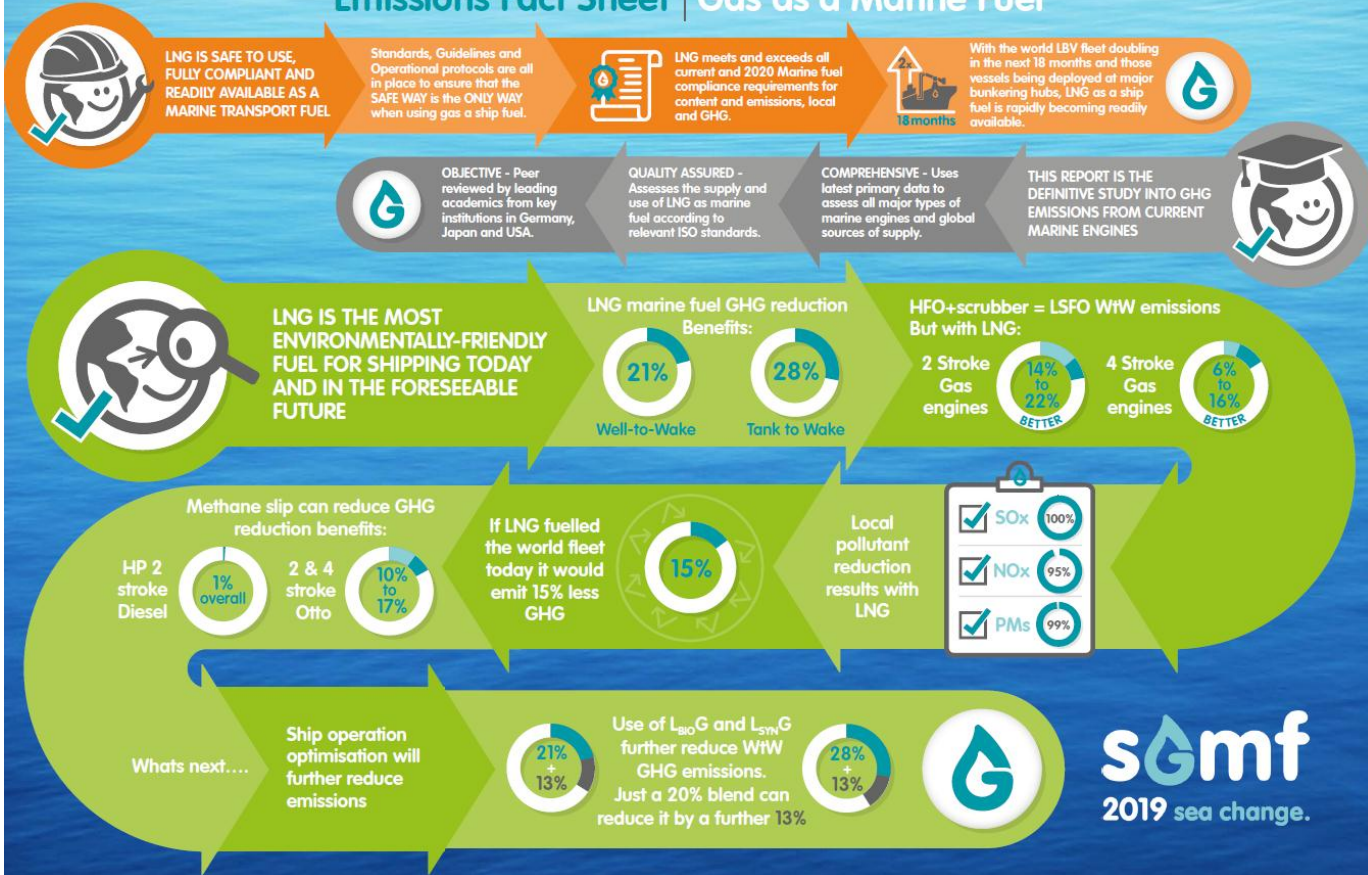 Emissions Fact Sheet | Gas as a Marine Fuel
LNG IS SAFE TO USE,
FULLY COMPLIANT AND
READILY AVAILABLE AS A
MARINE TRANSPORT FUEL
Standards, Guidelines and
Operational protocols are all
in place to ensure that the
SAFE WAY is the ONLY WAY
when using gas a ship fuel.
LNG meets and exceeds all
current and 2020 Marine fuel
compliance requirements for
content and emissions, local
and GHG.
2x
18months
With the world LBV fleet doubling
in the next 18 months and those
vessels being deployed at major
bunkering hubs, LNG as a ship
fuel is rapidly becoming readily
available.
G
G
OBJECTIVE - Peer
reviewed by leading
academics from key
institutions in Germany,
Japan and USA.
QUALITY ASSURED -
Assesses the supply and
use of LNG as marine
fuel according to
relevant ISO standards.
COMPREHENSIVE - Uses
latest primary data to
assess all major types of
marine engines and global
sources of supply.
THIS REPORT IS THE
DEFINITIVE STUDY INTO GHG
EMISSIONS FROM CURRENT
MARINE ENGINES
LNG IS THE MOST
ENVIRONMENTALLY-FRIENDLY
FUEL FOR SHIPPING TODAY
AND IN THE FORESEEABLE
FUTURE
LNG marine fuel GHG reduction
Benefits:
21%
Well-to-Wake
28%
Tank to Wake
HFO+scrubber = LSFO WtW emissions
But with LNG:
2 Stroke
Gas
engines
14%
to
22%
BETTER
4 Stroke
Gas
engines
6%
to
16%
BETTER
Methane slip can reduce GHG
reduction benefits:
HP 2
stroke
Diesel
1%
overall
2 & 4
stroke
Otto
10%
to
17%
If LNG fuelled
the world fleet
today it would
emit 15% less
GHG
15%
Local
pollutant
reduction
results with
LNG
SOx 100%
NOx 95%
PMs 99%
Whats next....
Ship operation
optimisation will
further reduce
emissions
21%
+
13%
Use of LBIOG and LSYNG
further reduce WtW
GHG emissions.
Just a 20% blend can
reduce it by a further 13%
28%
+
13%
G
sGmf
2019 sea change.